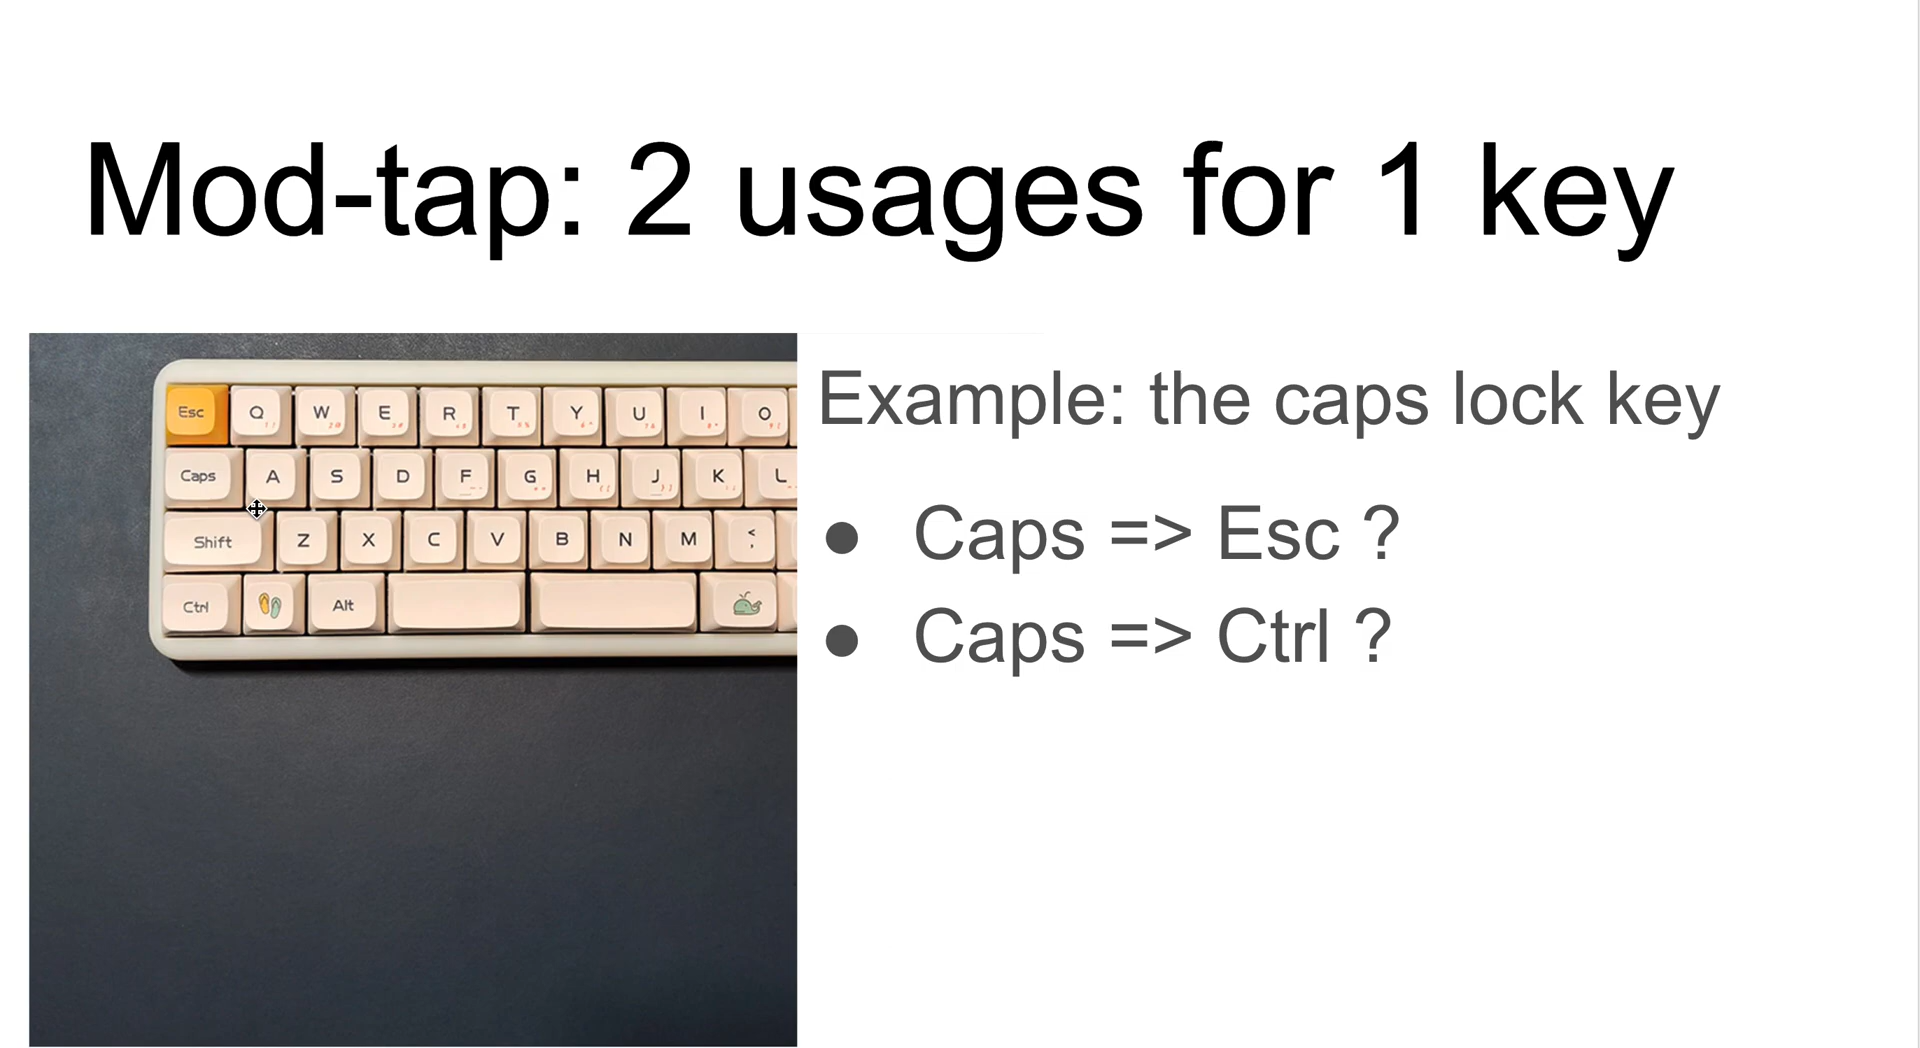 Mod-tap: 2 usages for 1 key
Example: the caps lock key
● Caps => Esc ?
● Caps => Ctrl ?
Esc Q W E R T Y U I O
Caps A S D F G H J K L
Shift Z X C V B N M <
,
Ctrl Alt